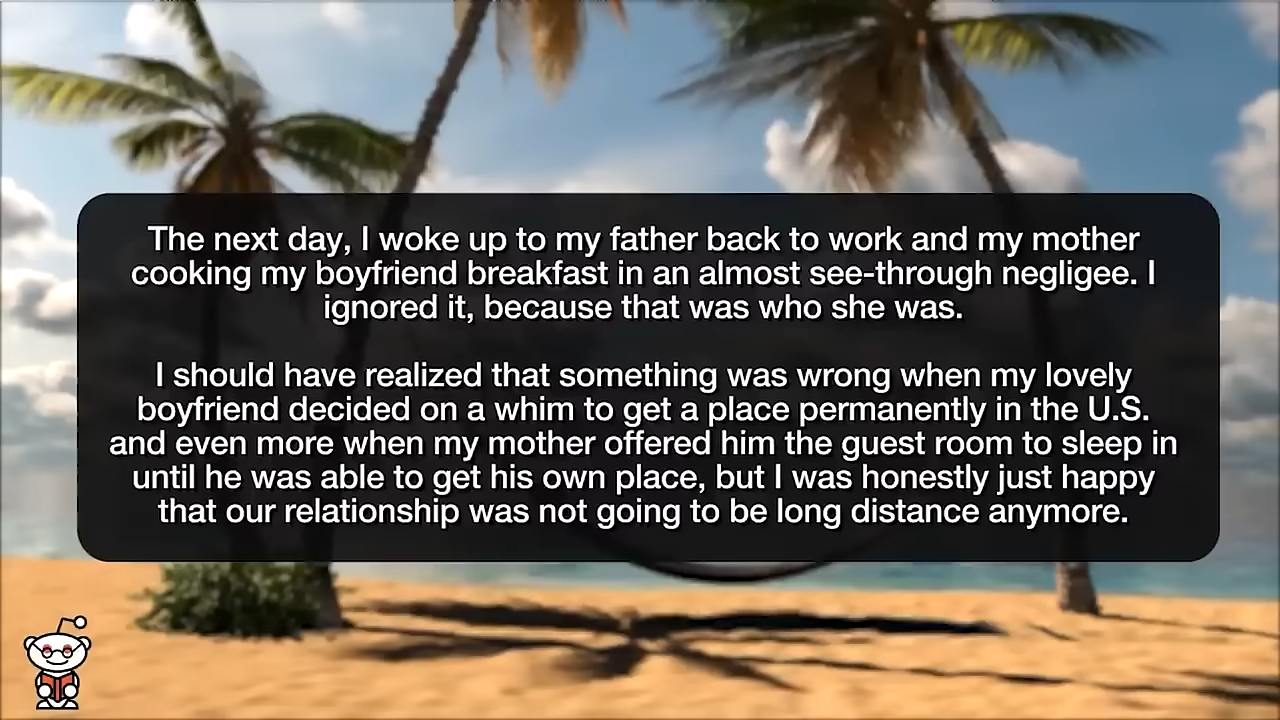 The next day, I woke up to my father back to work and my mother
cooking my boyfriend breakfast in an almost see-through negligee. I
ignored it, because that was who she was.
I should have realized that something was wrong when my lovely
boyfriend decided on a whim to get a place permanently in the U.S.
and even more when my mother offered him the guest room to sleep in
until he was able to get his own place, but I was honestly just happy
that our relationship was not going to be long distance anymore.